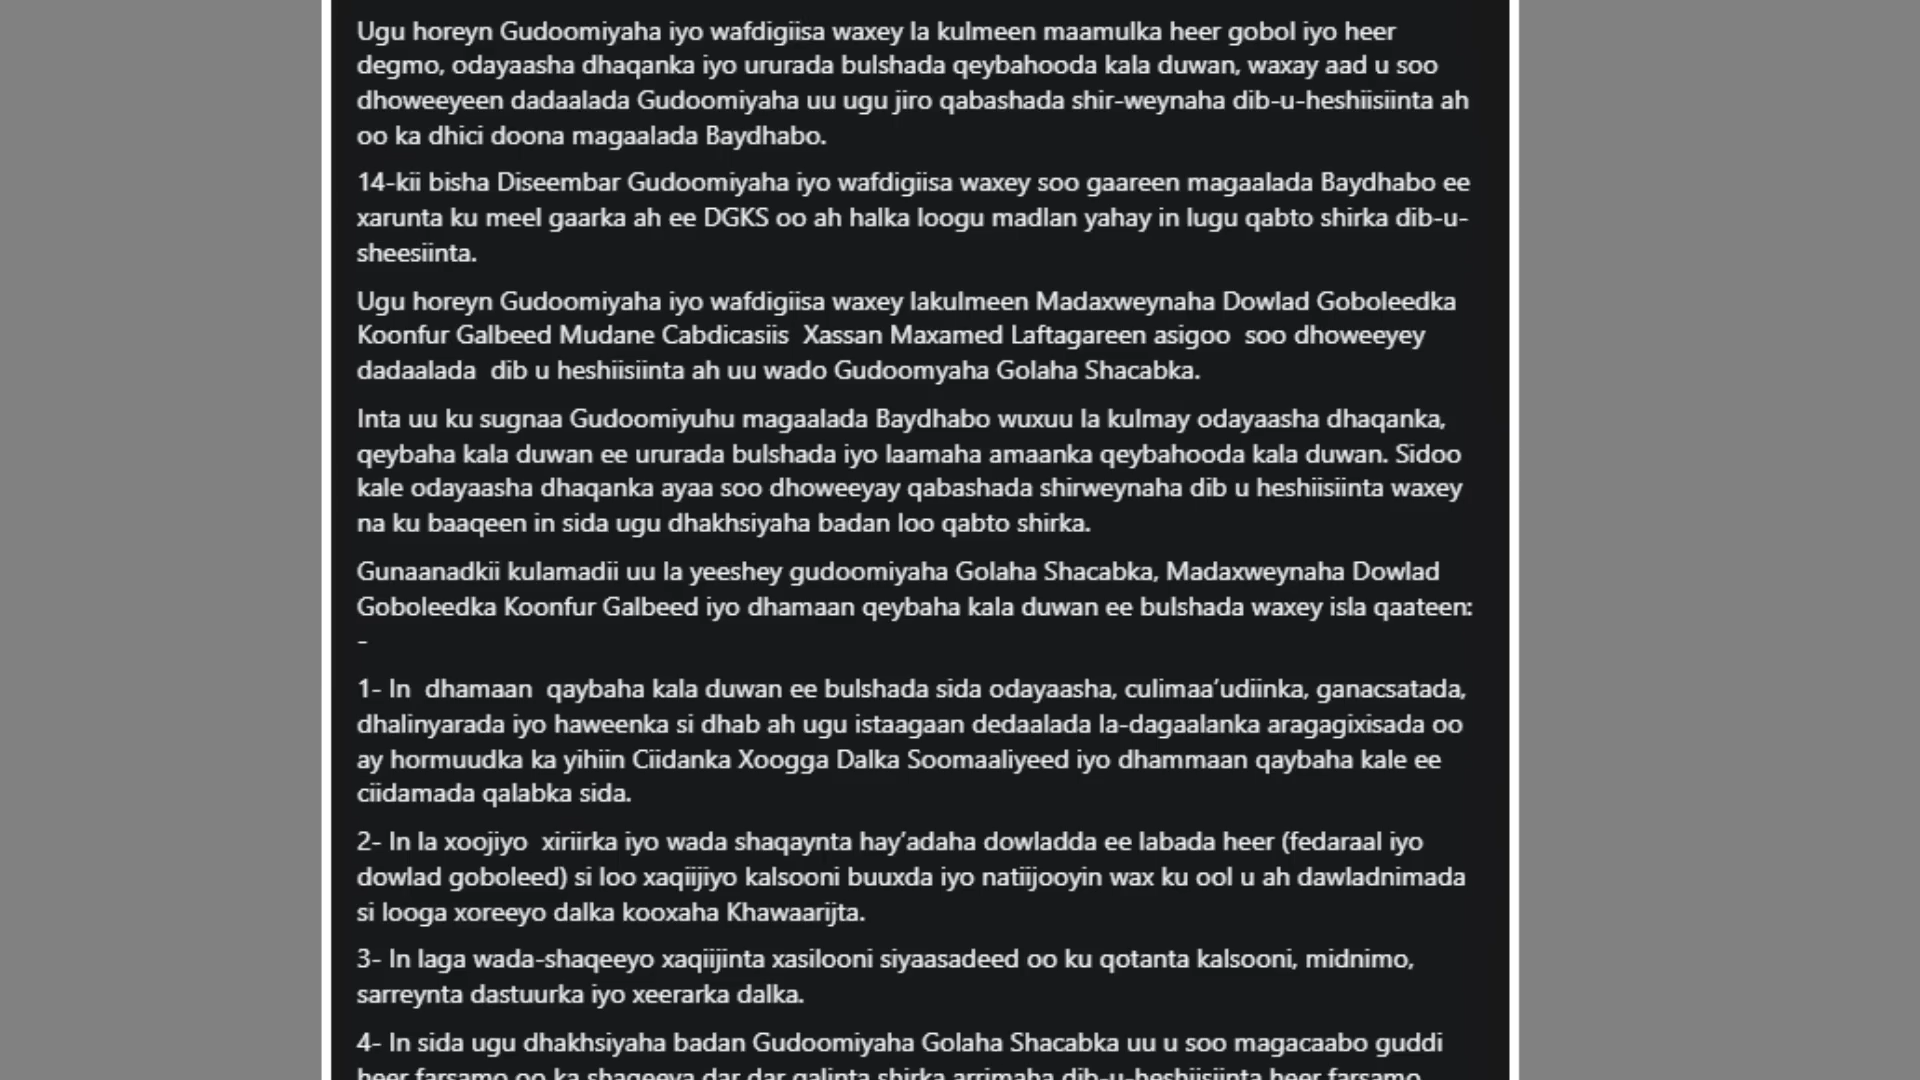 Ugu horeyn Gudoomiyaha iyo wafdigiisa waxey la kulmeen maamulka heer gobol iyo heer
degmo, odayaasha dhaqanka iyo ururada bulshada qeybahooda kala duwan, waxay aad u soo
dhoweeyeen dadaalada Gudoomiyaha uu ugu jiro qabashada shir-weynaha dib-u-heshiisiinta ah
oo ka dhici doona magaalada Baydhabo.
14-kii bisha Diseembar Gudoomiyaha iyo wafdigiisa waxey soo gaareen magaalada Baydhabo ee
xarunta ku meel gaarka ah ee DGKS oo ah halka loogu madlan yahay in lugu qabto shirka dib-u-
sheesiinta.
Ugu horeyn Gudoomiyaha iyo wafdigiisa waxey lakulmeen Madaxweynaha Dowlad Goboleedka
Koonfur Galbeed Mudane Cabdicasiis  Xassan Maxamed Laftagareen asigoo  soo dhoweeyey
dadaalada  dib u heshiisiinta ah uu wado Gudoomyaha Golaha Shacabka.
Inta uu ku sugnaa Gudoomiyuhu magaalada Baydhabo wuxuu la kulmay odayaasha dhaqanka,
qeybaha kala duwan ee ururada bulshada iyo laamaha amaanka qeybahooda kala duwan. Sidoo
kale odayaasha dhaqanka ayaa soo dhoweeyay qabashada shirweynaha dib u heshiisiinta waxey
na ku baaqeen in sida ugu dhakhsiyaha badan loo qabto shirka.
Gunaanadkii kulamadii uu la yeeshey gudoomiyaha Golaha Shacabka, Madaxweynaha Dowlad
Goboleedka Koonfur Galbeed iyo dhamaan qeybaha kala duwan ee bulshada waxey isla qaateen:
-
1- In  dhamaan  qaybaha kala duwan ee bulshada sida odayaasha, culimaa'udiinka, ganacsatada,
dhalinyarada iyo haweenka si dhab ah ugu istaagaan dedaalada la-dagaalanka aragagixisada oo
ay hormuudka ka yihiin Ciidanka Xoogga Dalka Soomaaliyeed iyo dhammaan qaybaha kale ee
ciidamada qalabka sida.
2- In la xoojiyo  xiriirka iyo wada shaqaynta hay'adaha dowladda ee labada heer (fedaraal iyo
dowlad goboleed) si loo xaqiijiyo kalsooni buuxda iyo natiijooyin wax ku ool u ah dawladnimada
si looga xoreeyo dalka kooxaha Khawaarijta.
3- In laga wada-shaqeeyo xaqiijinta xasilooni siyaasadeed oo ku qotanta kalsooni, midnimo,
sarreynta dastuurka iyo xeerarka dalka.
4- In sida ugu dhakhsiyaha badan Gudoomiyaha Golaha Shacabka uu u soo magacaabo guddi
heer farsamo oo ka shaqeeya dar dar galinta shirka arrimaha dib-u-heshiisiinta heer farsamo